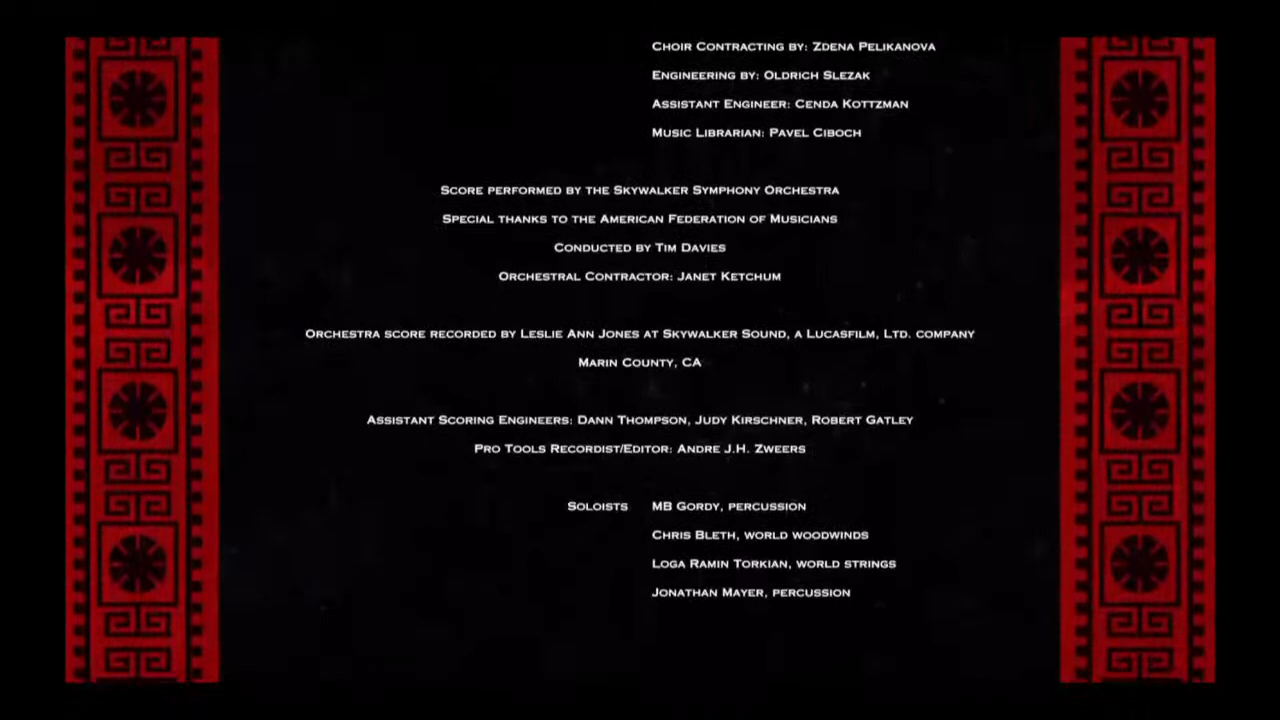 Choir Contracting by: Zdena Pelikanova
Engineering by: Oldrich Slezak
Assistant Engineer: Cenda Kottzman
Music Librarian: Pavel Ciboch
Score performed by the Skywalker Symphony Orchestra
Special thanks to the American Federation of Musicians
Conducted by Tim Davies
Orchestral Contractor: Janet Ketchum
Orchestra score recorded by Leslie Ann Jones at Skywalker Sound, a Lucasfilm, Ltd. company
Marin County, CA
Assistant Scoring Engineers: Dann Thompson, Judy Kirschner, Robert Gatley
Pro Tools Recordist/Editor: Andre J.H. Zweers
Soloists MB Gordy, percussion
Chris Bleth, world woodwinds
Loga Ramin Torkian, world strings
Jonathan Mayer, percussion